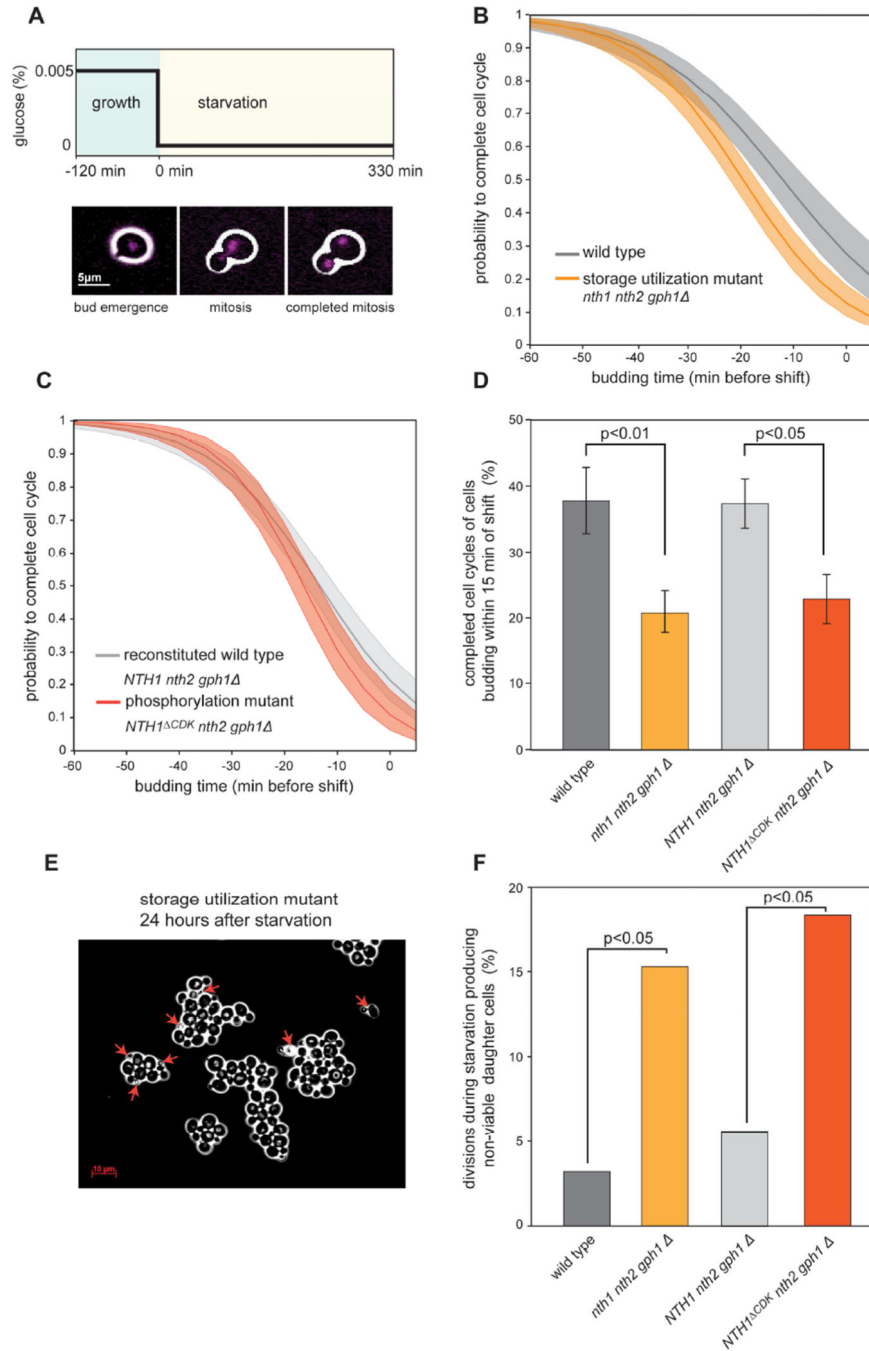 A
glucose (%)
0.005
0
growth
starvation
-120 min
0 min
330 min
5µm
bud emergence
mitosis
completed mitosis
B
probability to complete cell cycle
1
0.9
0.8
0.7
0.6
0.5
0.4
0.3
0.2
0.1
0
wild type
storage utilization mutant
nth1 nth2 gph1Δ
-60
-50
-40
-30
-20
-10
0
budding time (min before shift)
C
probability to complete cell cycle
1
0.9
0.8
0.7
0.6
0.5
0.4
0.3
0.2
0.1
0
reconstituted wild type
NTH1 nth2 gph1Δ
phosphorylation mutant
NTH1ΔCDK nth2 gph1Δ
-60
-50
-40
-30
-20
-10
0
budding time (min before shift)
D
completed cell cycles of cells
budding within 15 min of shift (%)
50
40
30
20
10
0
p<0.01
p<0.05
wild type
nth1 nth2 gph1 Δ
NTH1 nth2 gph1 Δ
NTH1ΔCDK nth2 gph1 Δ
E
storage utilization mutant
24 hours after starvation
10 µm
F
divisions during starvation producing
non-viable daughter cells (%)
20
15
10
5
0
p<0.05
p<0.05
wild type
nth1 nth2 gph1 Δ
NTH1 nth2 gph1 Δ
NTH1ΔCDK nth2 gph1 Δ